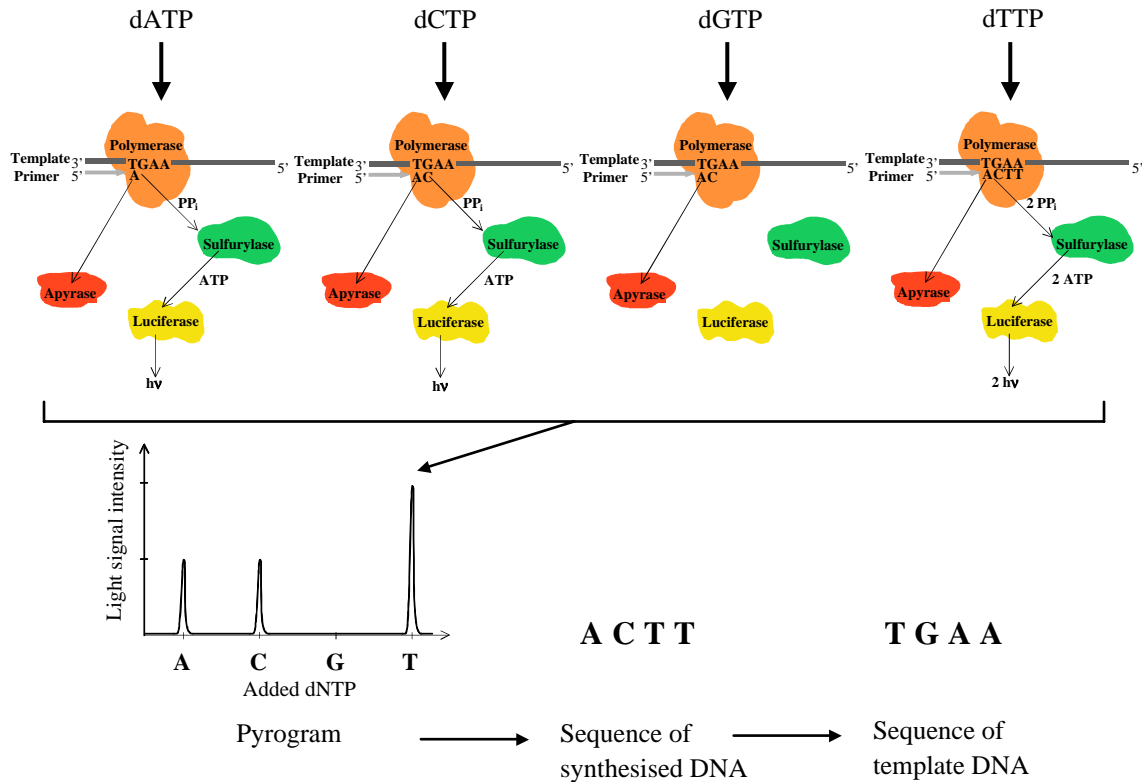 dATP
dCTP
dGTP
dTTP
Polymerase
Template 3’ TGAA
Primer 5’ A 5’
PPi
Sulfurylase
ATP
Apyrase
Luciferase
hν
Polymerase
Template 3’ TGAA
Primer 5’ AC 5’
PPi
Sulfurylase
ATP
Apyrase
Luciferase
hν
Polymerase
Template 3’ TGAA
Primer 5’ AC 5’
Sulfurylase
Apyrase
Luciferase
Polymerase
Template 3’ TGAA
Primer 5’ ACTT 5’
2 PPi
Sulfurylase
2 ATP
Apyrase
Luciferase
2 hν
Light signal intensity
A C G T
Added dNTP
Pyrogram
A C T T
Sequence of
synthesised DNA
T G A A
Sequence of
template DNA